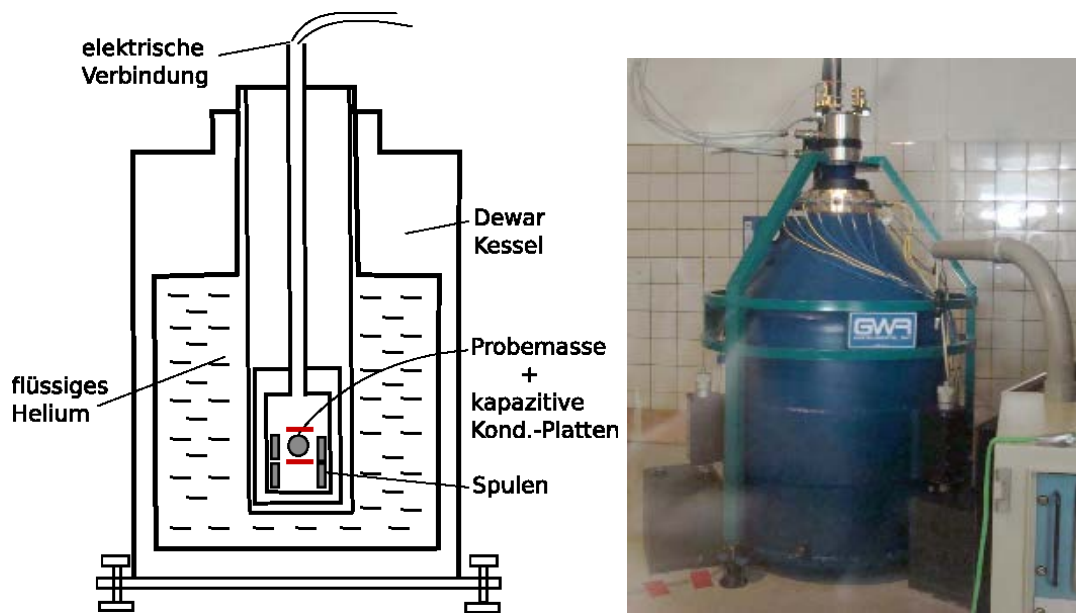 elektrische
Verbindung
Dewar
Kessel
Probemasse
+
kapazitive
Kond.-Platten
flüssiges
Helium
Spulen
GWR